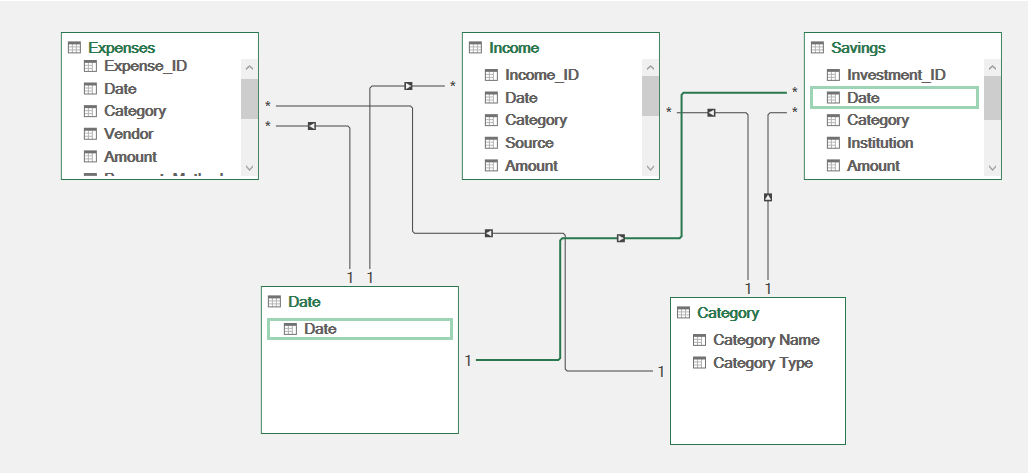 Expenses
Expense_ID
Date
Category
Vendor
Amount
Income
Income_ID
Date
Category
Source
Amount
Savings
Investment_ID
Date
Category
Institution
Amount
*
*
*
*
*
*
1
1
1
1
1
1
Date
Date
Category
Category Name
Category Type